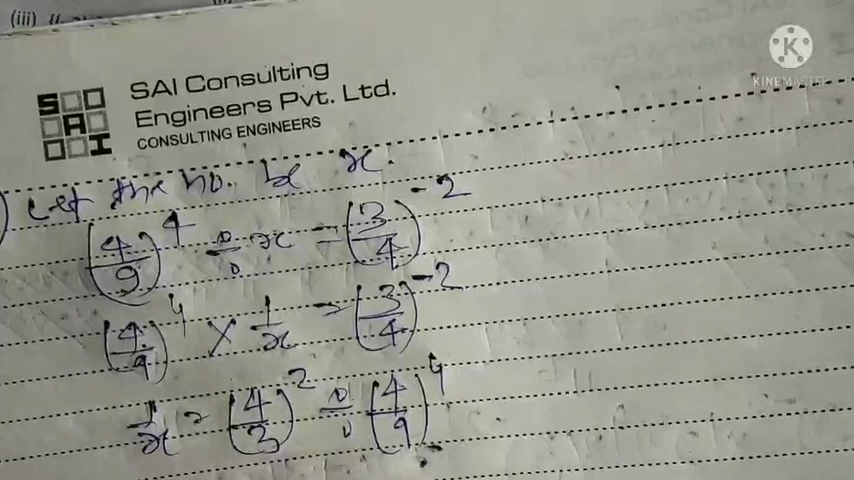 (iii)
K
KINEMASTER
SAI Consulting
Engineers Pvt. Ltd.
CONSULTING ENGINEERS
SAI
Let the no. be x.
(4/9)^4 ÷ x = (3/4)^-2
(4/9)^4 × 1/x = (3/4)^-2
1/x = (4/3)^2 ÷ (4/9)^4